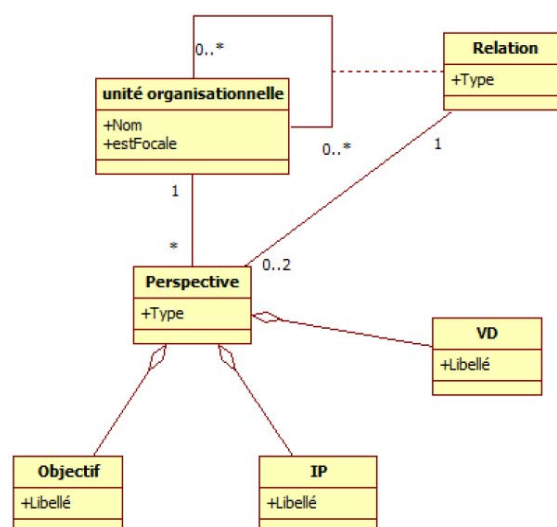 0..*
Relation
+Type
unité organisationnelle
+Nom
+estFocale
0..*
1
1
*
0..2
Perspective
+Type
VD
+Libellé
Objectif
+Libellé
IP
+Libellé